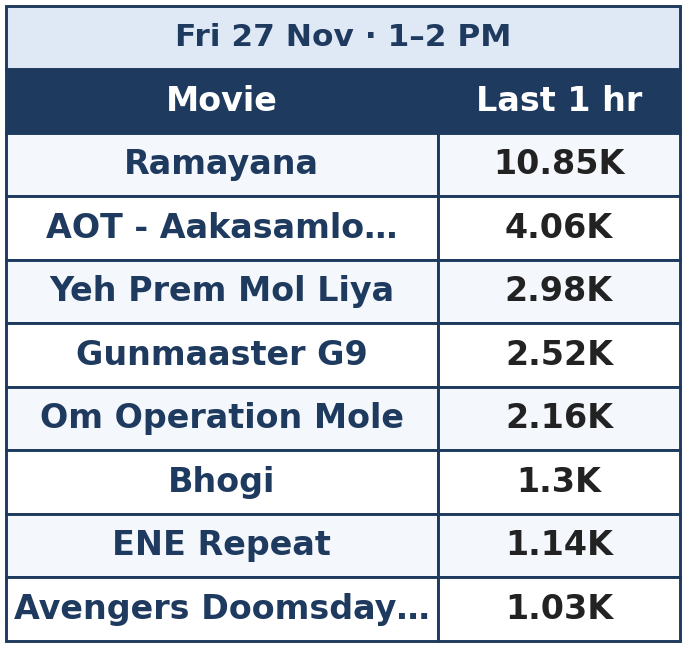 Fri 27 Nov · 1–2 PM
Movie Last 1 hr
Ramayana 10.85K
AOT - Aakasamlo... 4.06K
Yeh Prem Mol Liya 2.98K
Gunmaaster G9 2.52K
Om Operation Mole 2.16K
Bhogi 1.3K
ENE Repeat 1.14K
Avengers Doomsday... 1.03K